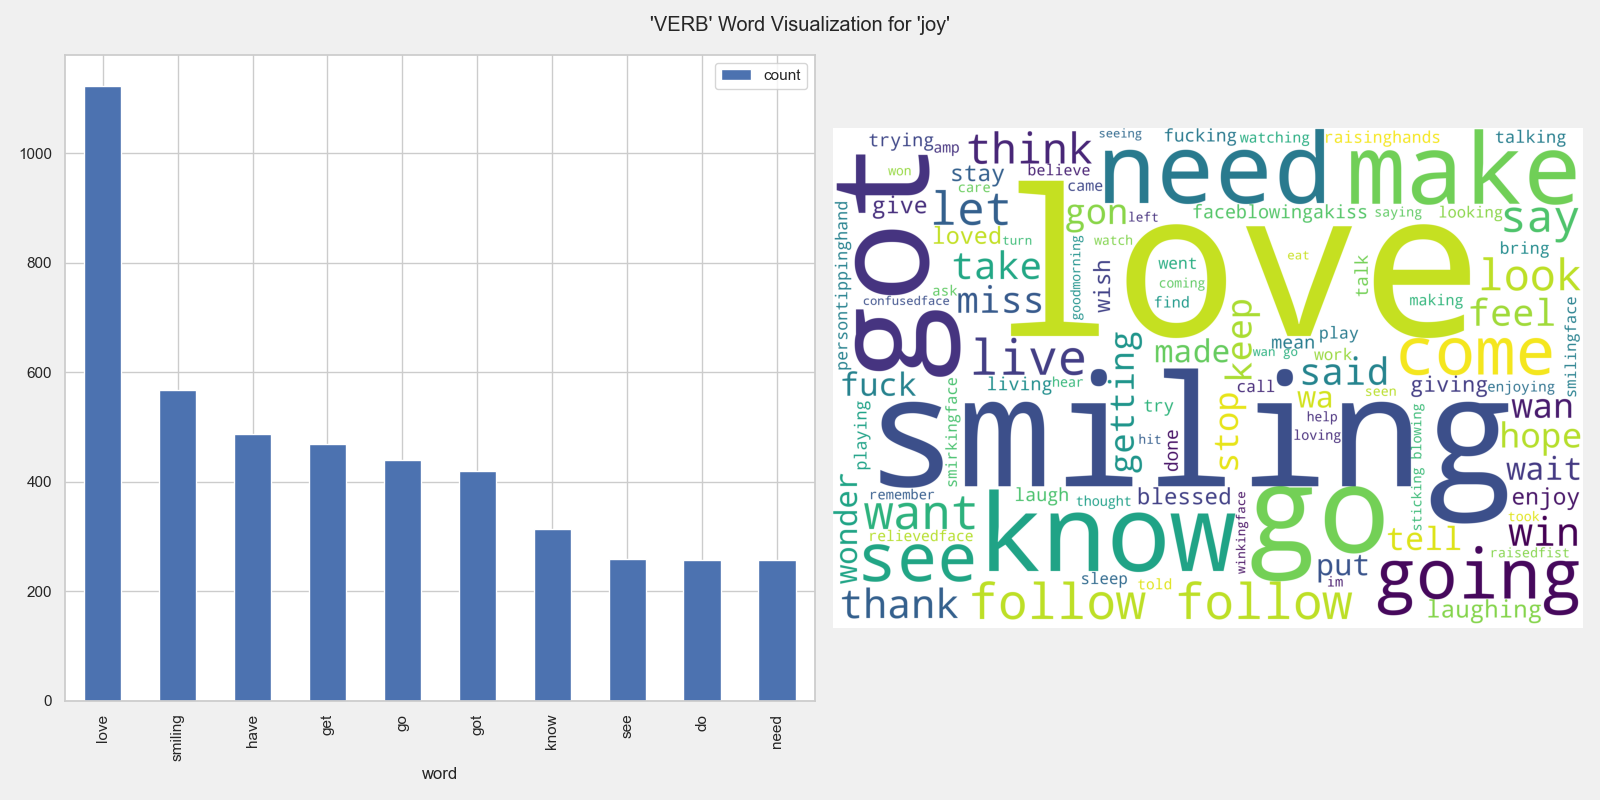 'VERB' Word Visualization for 'joy'
count
1000
800
600
400
200
0
love
smiling
have
get
go
got
know
see
do
need
word
trying
amp
think
seeing
fucking
watching
raisinghands
talking
won
stay
believe
need
make
care
came
got
give
let
gon
left
faceblowingakiss
saying
looking
say
persontippinghand
loved
turn
watch
love
eat
bring
take
goodmorning
wish
went
talk
look
ask
coming
confusedface
miss
find
making
feel
smilingface
live
getting
made
keep
mean
play
wan go
work
come
fuck
living
hear
call
said
giving
enjoying
seen
smiling
try
stop
wa
help
wan
playing
smirkingface
hit
done
loving
sticking blowing
hope
wait
wonder
remember
laugh
thought
blessed
enjoy
want
know
winkingface
go
took
win
relievedface
tell
raisedfist
see
sleep
told
put
im
going
thank
follow
follow
laughing